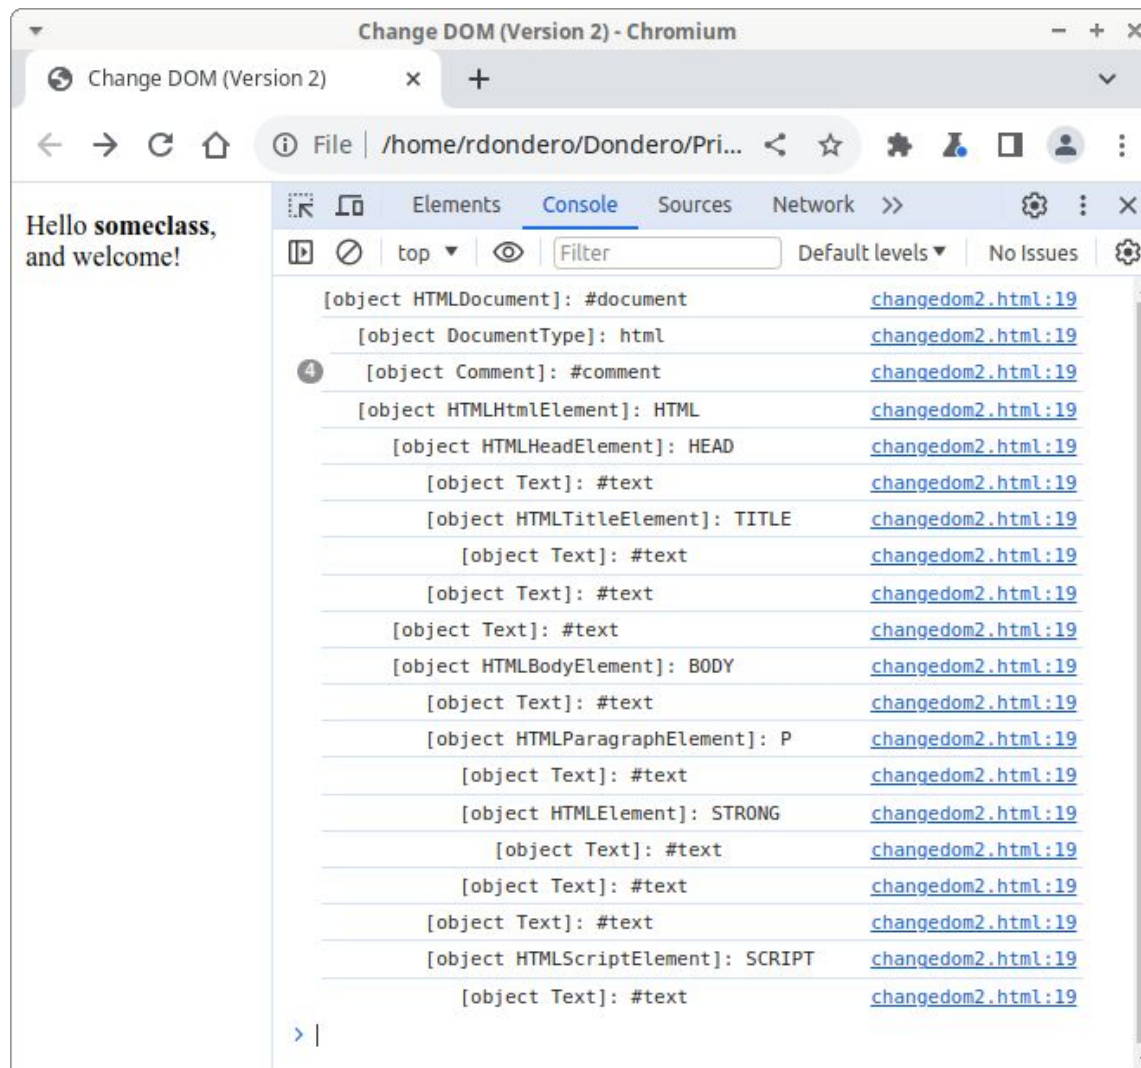 Change DOM (Version 2) - Chromium
Change DOM (Version 2)
File | /home/rdondero/Dondero/Pri...
Hello someclass,
and welcome!
Elements Console Sources Network
top Filter Default levels No Issues
[object HTMLDocument]: #document changedom2.html:19
[object DocumentType]: html changedom2.html:19
4 [object Comment]: #comment changedom2.html:19
[object HTMLHtmlElement]: HTML changedom2.html:19
[object HTMLHeadElement]: HEAD changedom2.html:19
[object Text]: #text changedom2.html:19
[object HTMLTitleElement]: TITLE changedom2.html:19
[object Text]: #text changedom2.html:19
[object Text]: #text changedom2.html:19
[object Text]: #text changedom2.html:19
[object HTMLBodyElement]: BODY changedom2.html:19
[object Text]: #text changedom2.html:19
[object HTMLParagraphElement]: P changedom2.html:19
[object Text]: #text changedom2.html:19
[object HTMLElement]: STRONG changedom2.html:19
[object Text]: #text changedom2.html:19
[object Text]: #text changedom2.html:19
[object Text]: #text changedom2.html:19
[object HTMLScriptElement]: SCRIPT changedom2.html:19
[object Text]: #text changedom2.html:19